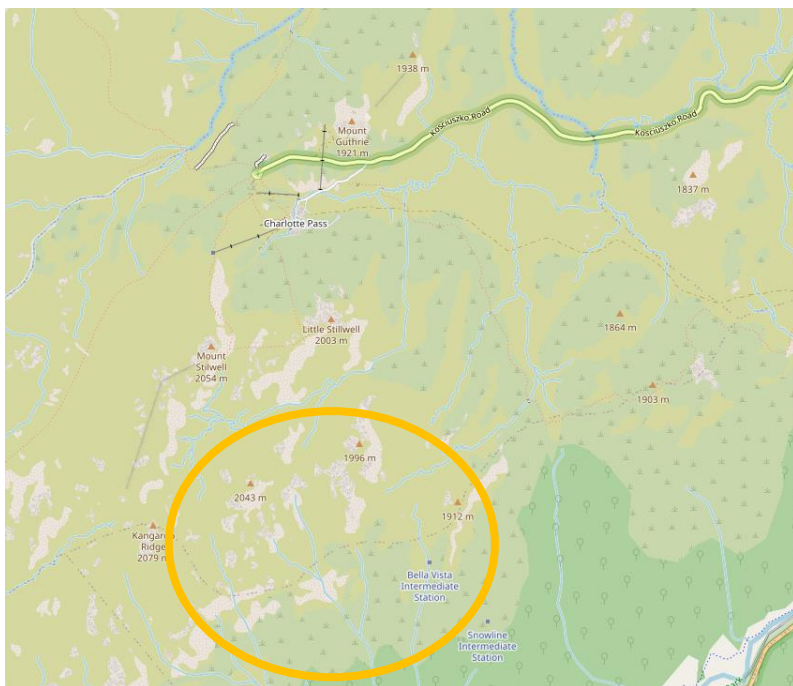 1938 m
Mount
Guthrie
1921 m
Kosciuszko Road
Kosciuszko Road
1837 m
Charlotte Pass
Little Stillwell
2003 m
1864 m
Mount
Stilwell
2054 m
1903 m
1996 m
2043 m
1912 m
Kangaroo
Ridge
2079 m
Bella Vista
Intermediate
Station
Snowline
Intermediate
Station